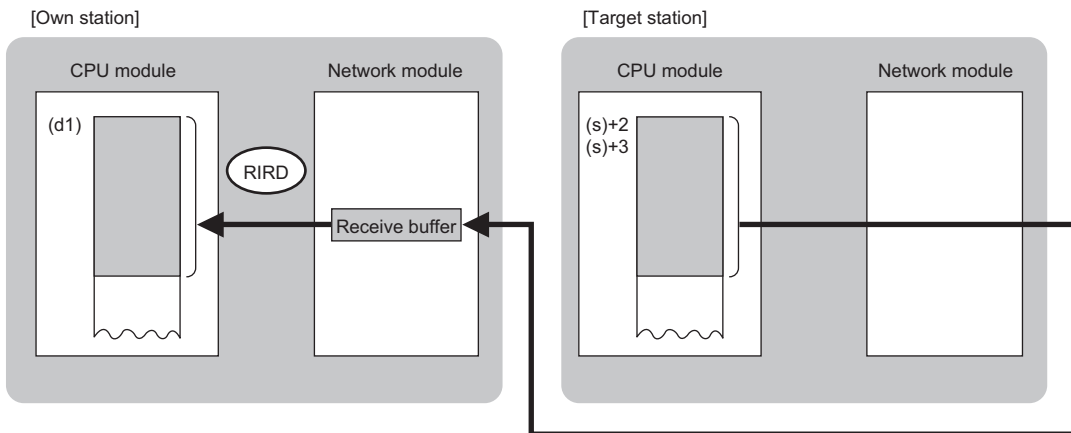 [Own station]
CPU module
Network module
(d1)
RIRD
Receive buffer
[Target station]
CPU module
Network module
(s)+2
(s)+3